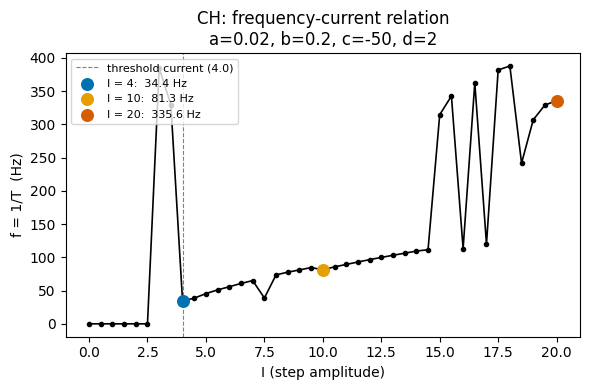 CH: frequency-current relation
a=0.02, b=0.2, c=-50, d=2
threshold current (4.0)
I = 4:  34.4 Hz
I = 10:  81.3 Hz
I = 20:  335.6 Hz
f = 1/T  (Hz)
400
350
300
250
200
150
100
50
0
0.0 2.5 5.0 7.5 10.0 12.5 15.0 17.5 20.0
I (step amplitude)